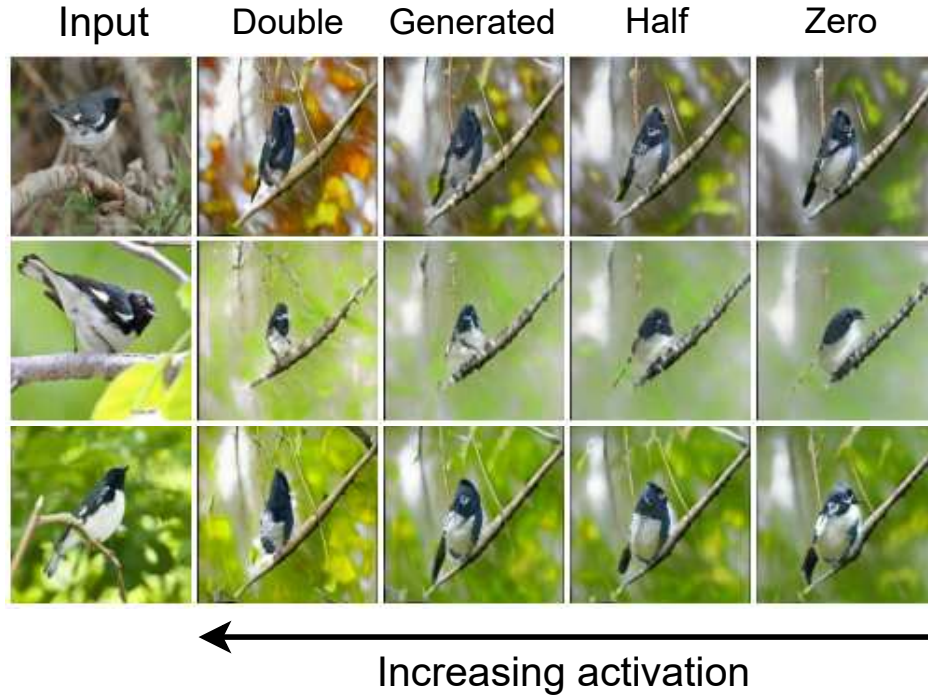 Input Double Generated Half Zero
Increasing activation